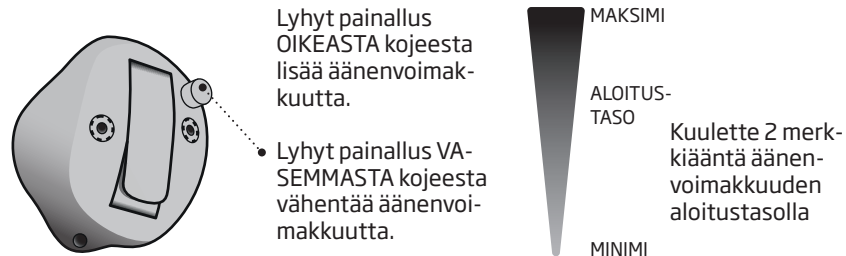 Lyhyt painallus
OIKEASTA kojeesta
lisää äänenvoimak-
kuutta.
Lyhyt painallus VA-
SEMMASTA kojeesta
vähentää äänenvoi-
makkuutta.
MAKSIMI
ALOITUS-
TASO
MINIMI
Kuulette 2 merk-
kiääntä äänen-
voimakkuuden
aloitustasolla